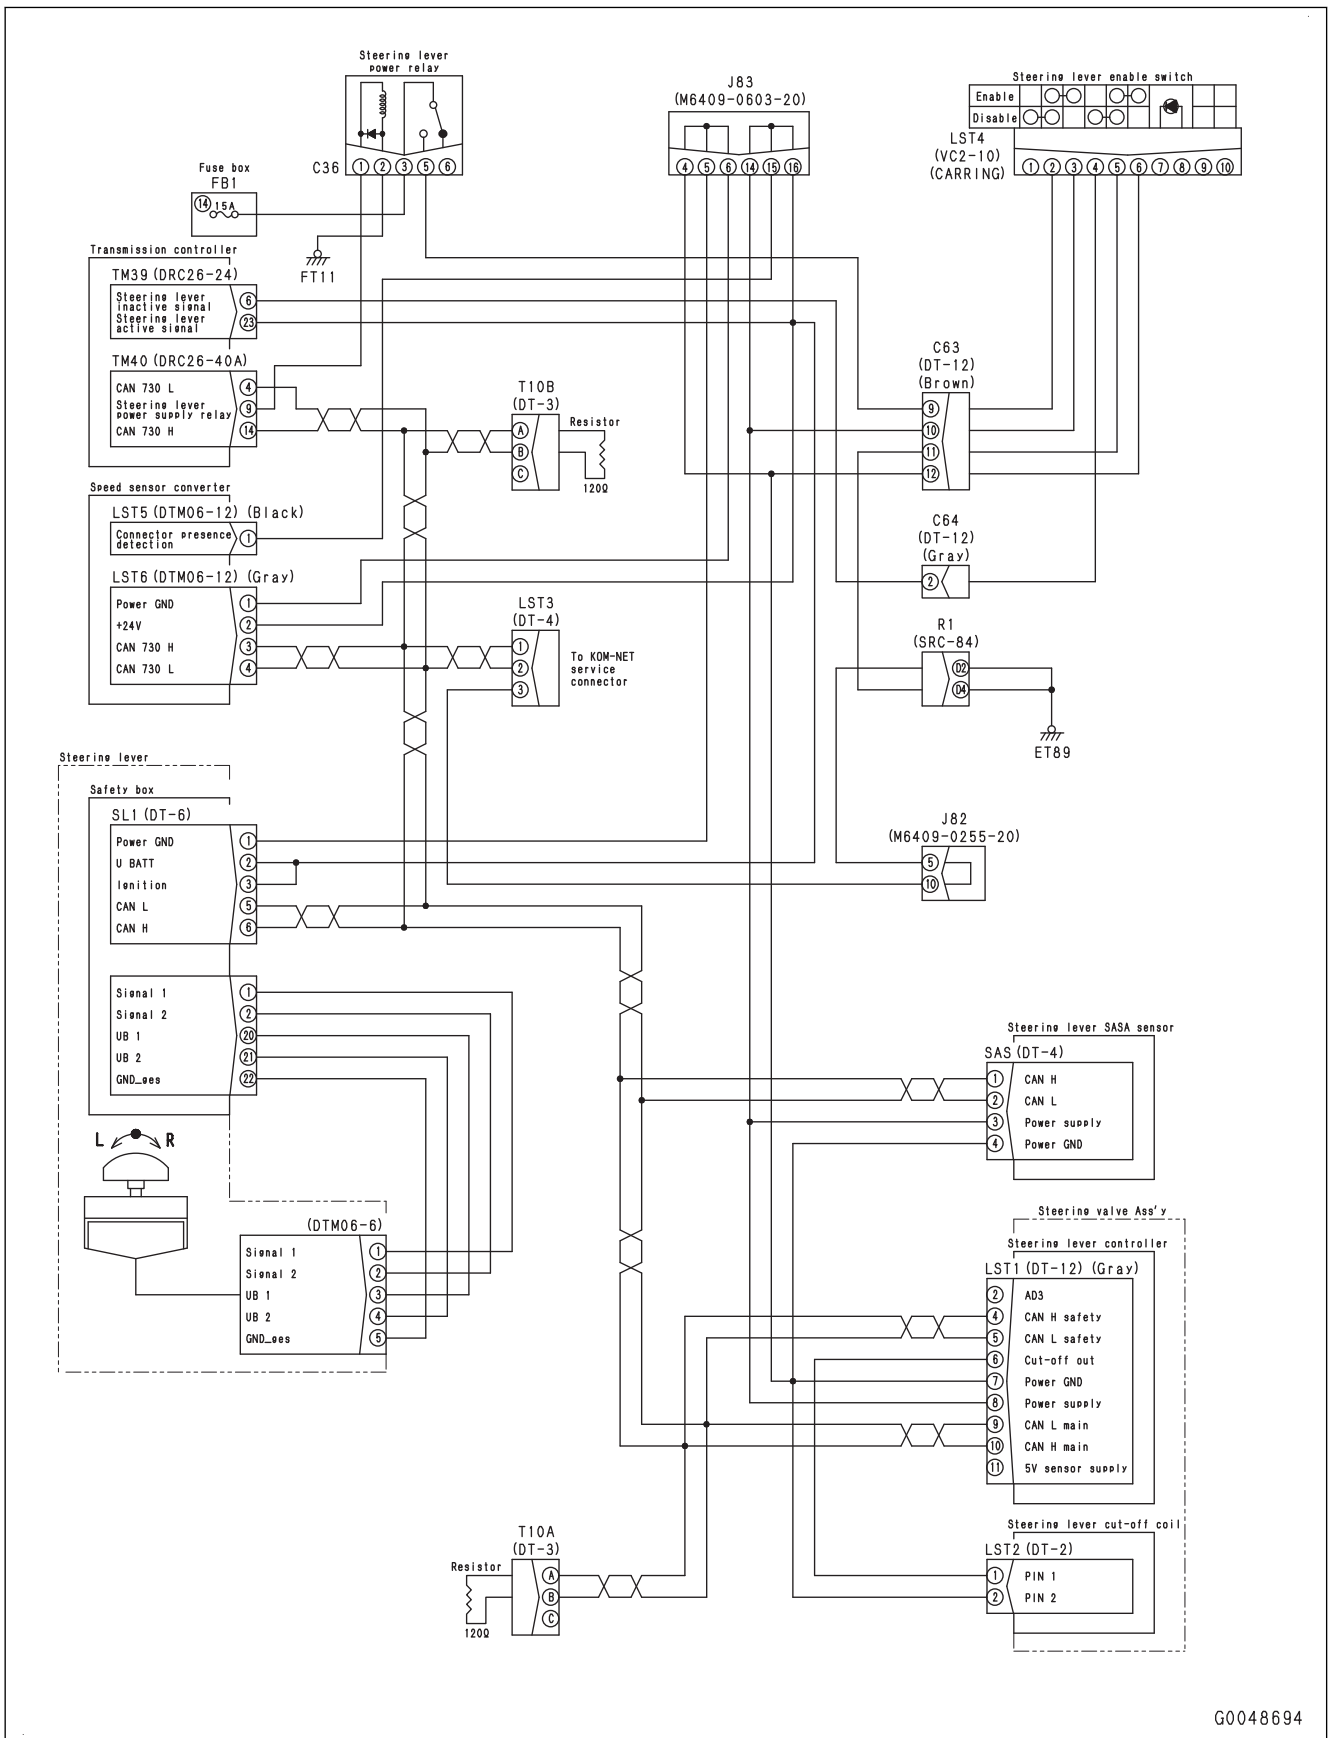 Steering lever
power relay
C36
1 2 3 5 6
J83
(M6409-0603-20)
4 5 6 14 15 16
Steering lever enable switch
Enable
Disable
LST4
(VC2-10)
(CARRING)
1 2 3 4 5 6 7 8 9 10
Fuse box
FB1
14 15A
FT11
Transmission controller
TM39 (DRC26-24)
Steering lever
inactive signal 6
Steering lever
active signal 23
TM40 (DRC26-40A)
CAN 730 L 4
Steering lever
power supply relay 9
CAN 730 H 14
T10B
(DT-3)
A
B
C
Resistor
120Ω
C63
(DT-12)
(Brown)
9
10
11
12
Speed sensor converter
LST5 (DTM06-12) (Black)
Connector presence
detection 1
LST6 (DTM06-12) (Gray)
Power GND 1
+24V 2
CAN 730 H 3
CAN 730 L 4
LST3
(DT-4)
1
2
3
To KOM-NET
service
connector
C64
(DT-12)
(Gray)
2
R1
(SRC-84)
D2
D4
ET89
Steering lever
Safety box
SL1 (DT-6)
Power GND 1
U BATT 2
Ignition 3
CAN L 5
CAN H 6
J82
(M6409-0255-20)
5
10
Signal 1 1
Signal 2 2
UB 1 20
UB 2 21
GND_ges 22
L R
(DTM06-6)
Signal 1 1
Signal 2 2
UB 1 3
UB 2 4
GND_ges 5
Steering lever SASA sensor
SAS (DT-4)
1 CAN H
2 CAN L
3 Power supply
4 Power GND
Steering valve Ass'y
Steering lever controller
LST1 (DT-12) (Gray)
2 AD3
4 CAN H safety
5 CAN L safety
6 Cut-off out
7 Power GND
8 Power supply
9 CAN L main
10 CAN H main
11 5V sensor supply
T10A
(DT-3)
Resistor
120Ω
A
B
C
Steering lever cut-off coil
LST2 (DT-2)
1 PIN 1
2 PIN 2
G0048694